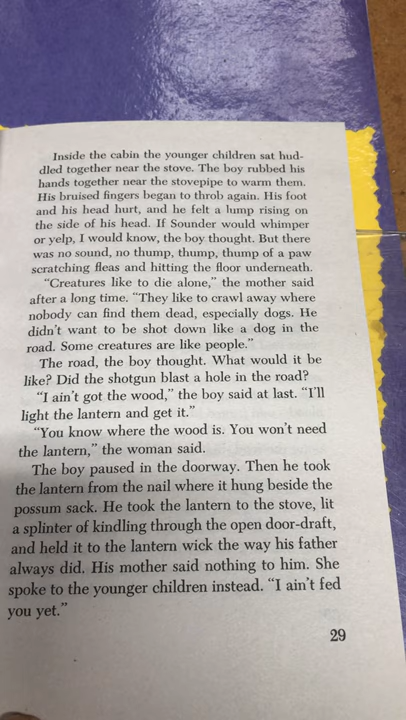 Inside the cabin the younger children sat hud-
dled together near the stove. The boy rubbed his
hands together near the stovepipe to warm them.
His bruised fingers began to throb again. His foot
and his head hurt, and he felt a lump rising on
the side of his head. If Sounder would whimper
or yelp, I would know, the boy thought. But there
was no sound, no thump, thump, thump of a paw
scratching fleas and hitting the floor underneath.
"Creatures like to die alone," the mother said
after a long time. "They like to crawl away where
nobody can find them dead, especially dogs. He
didn't want to be shot down like a dog in the
road. Some creatures are like people."
The road, the boy thought. What would it be
like? Did the shotgun blast a hole in the road?
"I ain't got the wood," the boy said at last. "I'll
light the lantern and get it."
"You know where the wood is. You won't need
the lantern," the woman said.
The boy paused in the doorway. Then he took
the lantern from the nail where it hung beside the
possum sack. He took the lantern to the stove, lit
a splinter of kindling through the open door-draft,
and held it to the lantern wick the way his father
always did. His mother said nothing to him. She
spoke to the younger children instead. "I ain't fed
you yet."
29